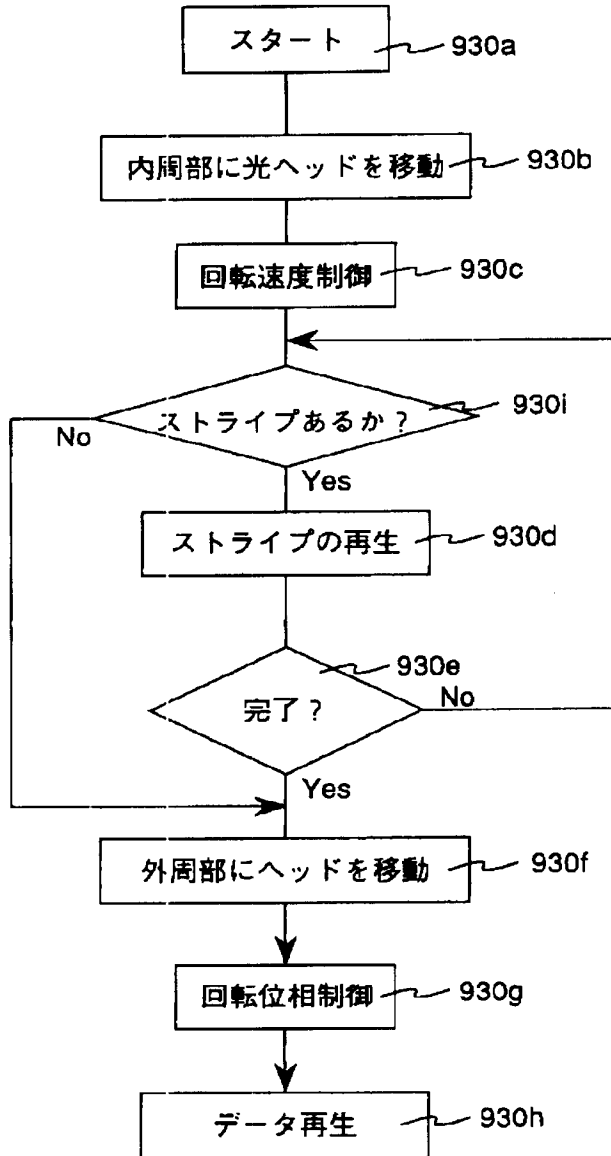 スタート
930a
内周部に光ヘッドを移動
930b
回転速度制御
930c
ストライプあるか？
930i
No
Yes
ストライプの再生
930d
完了？
930e
No
Yes
外周部にヘッドを移動
930f
回転位相制御
930g
データ再生
930h